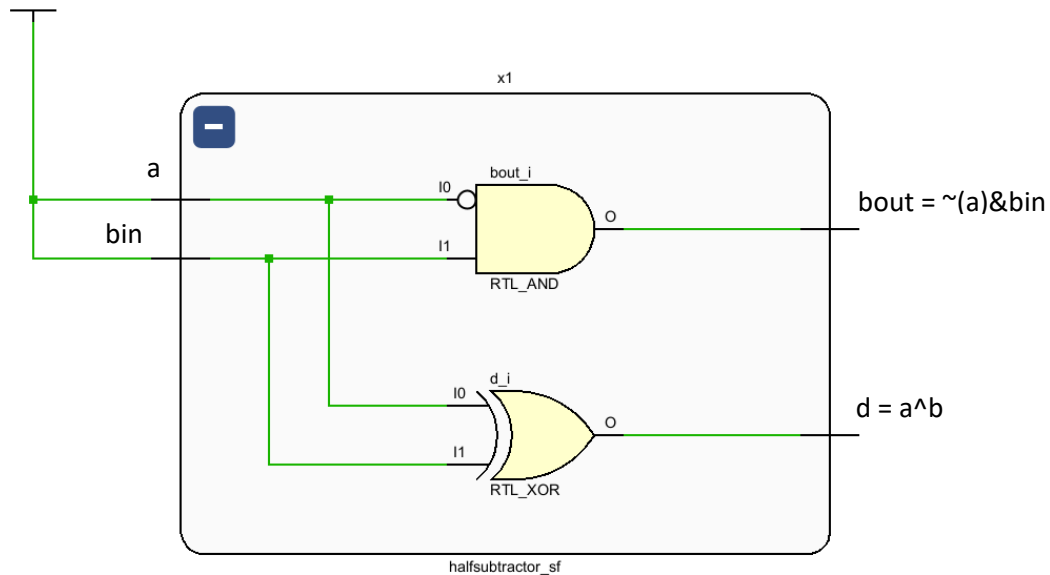 x1
a
bin
I0
bout_i
I1
O
RTL_AND
bout = ~(a)&bin
I0
d_i
I1
O
RTL_XOR
d = a^b
halfsubtractor_sf